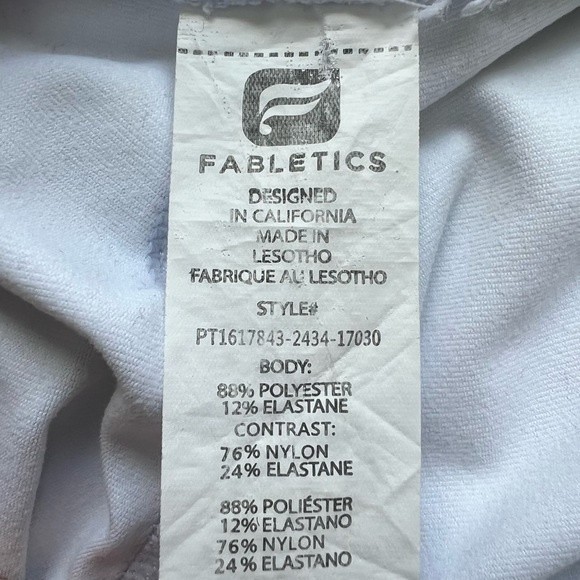 FABLETICS
DESIGNED
IN CALIFORNIA
MADE IN
LESOTHO
FABRIQUE AU LESOTHO
STYLE#
PT1617843-2434-17030
BODY:
88% POLYESTER
12% ELASTANE
CONTRAST:
76% NYLON
24% ELASTANE
88% POLIÉSTER
12% ELASTANO
76% NYLON
24% ELASTANO